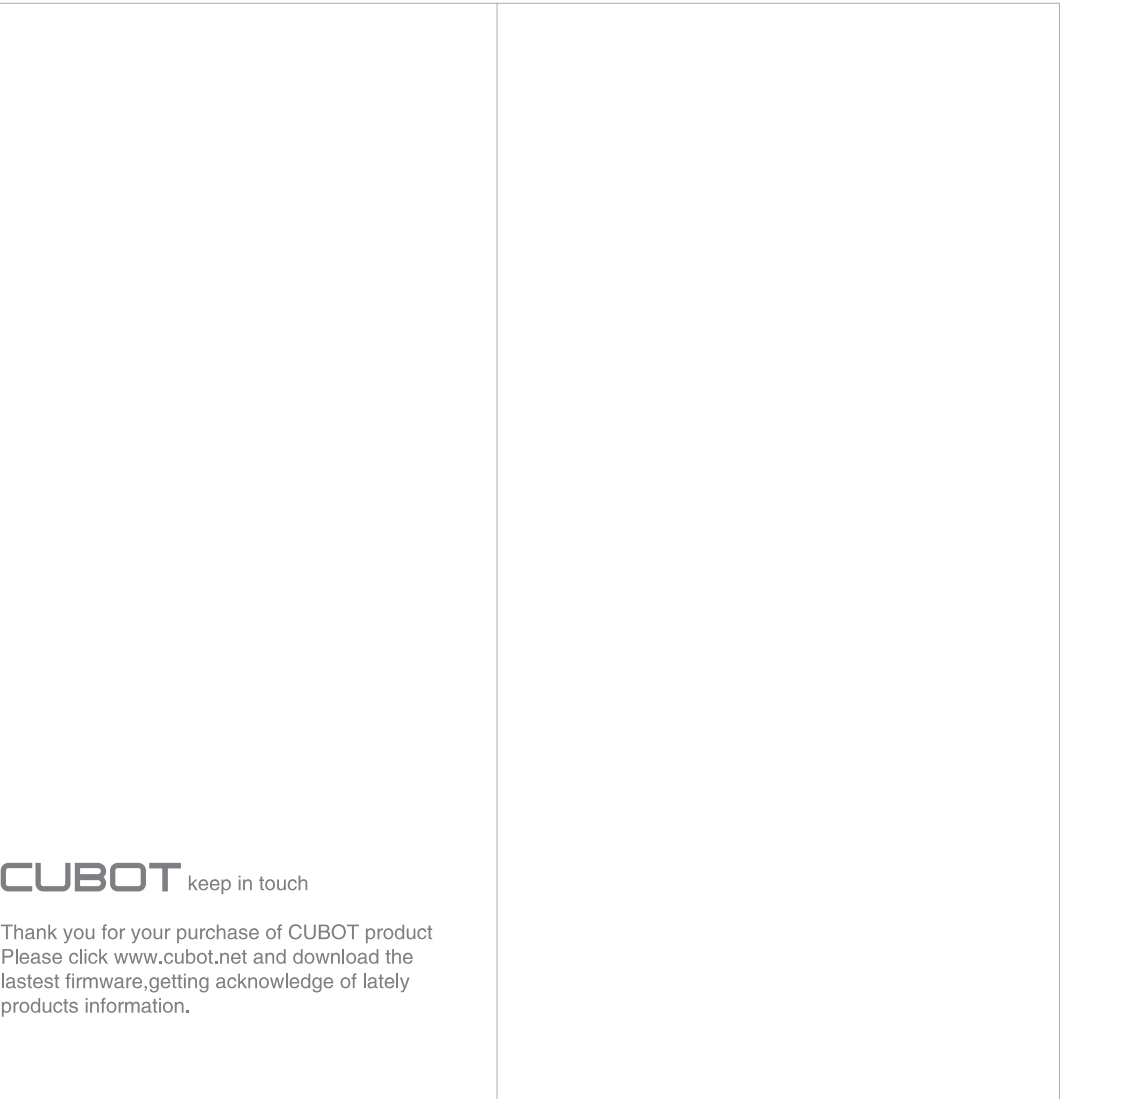 CUBOT keep in touch
Thank you for your purchase of CUBOT product
Please click www.cubot.net and download the
lastest firmware,getting acknowledge of lately
products information.